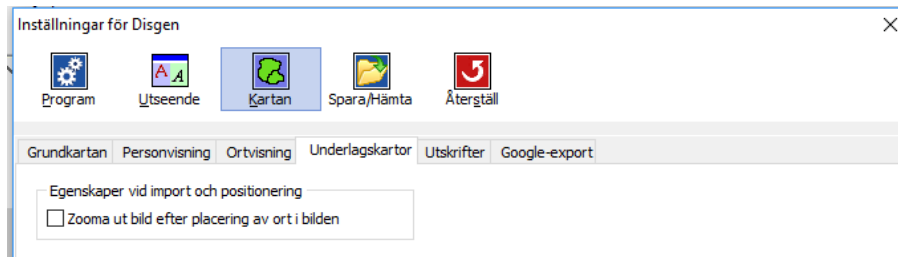 Inställningar för Disgen
Program Utseende Kartan Spara/Hämta Återställ
Grundkartan Personvisning Ortvisning Underlagskartor Utskrifter Google-export
Egenskaper vid import och positionering
Zooma ut bild efter placering av ort i bilden